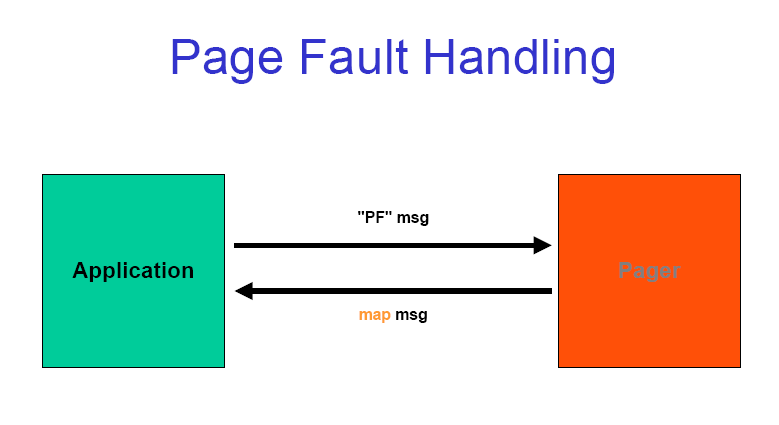 Page Fault Handling
"PF" msg
Application
Pager
map msg